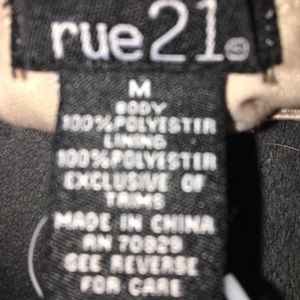 rue21®
M
BODY
100%POLYESTER
LINING
100%POLYESTER
EXCLUSIVE OF
TRIMS
MADE IN CHINA
RN 70829
SEE REVERSE
FOR CARE